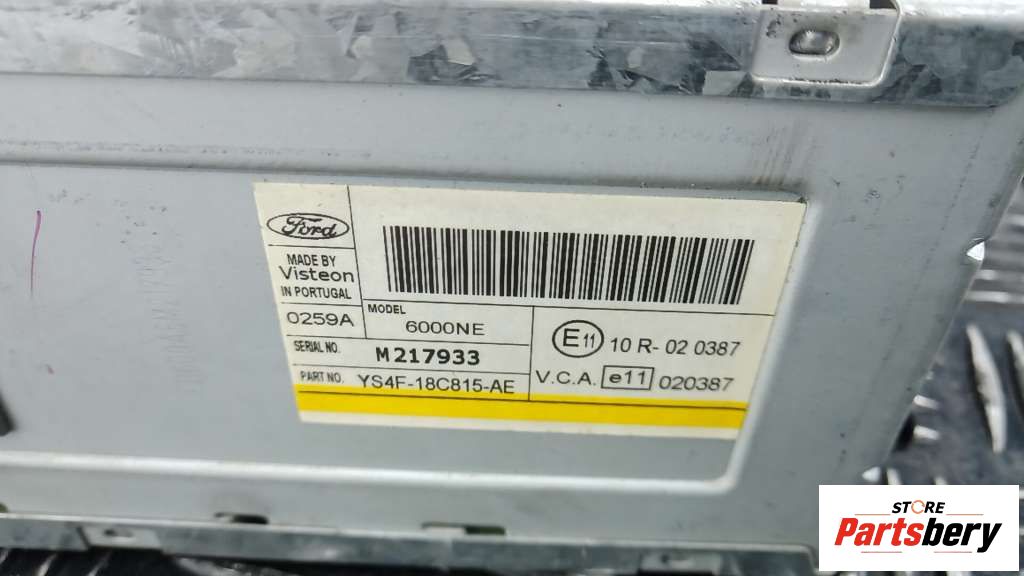 Ford
MADE BY
Visteon
IN PORTUGAL
0259A
MODEL
6000NE
SERIAL NO.
M217933
PART NO.
YS4F-18C815-AE
E11 10 R- 02 0387
V.C.A. e11 020387
STORE
Partsbery